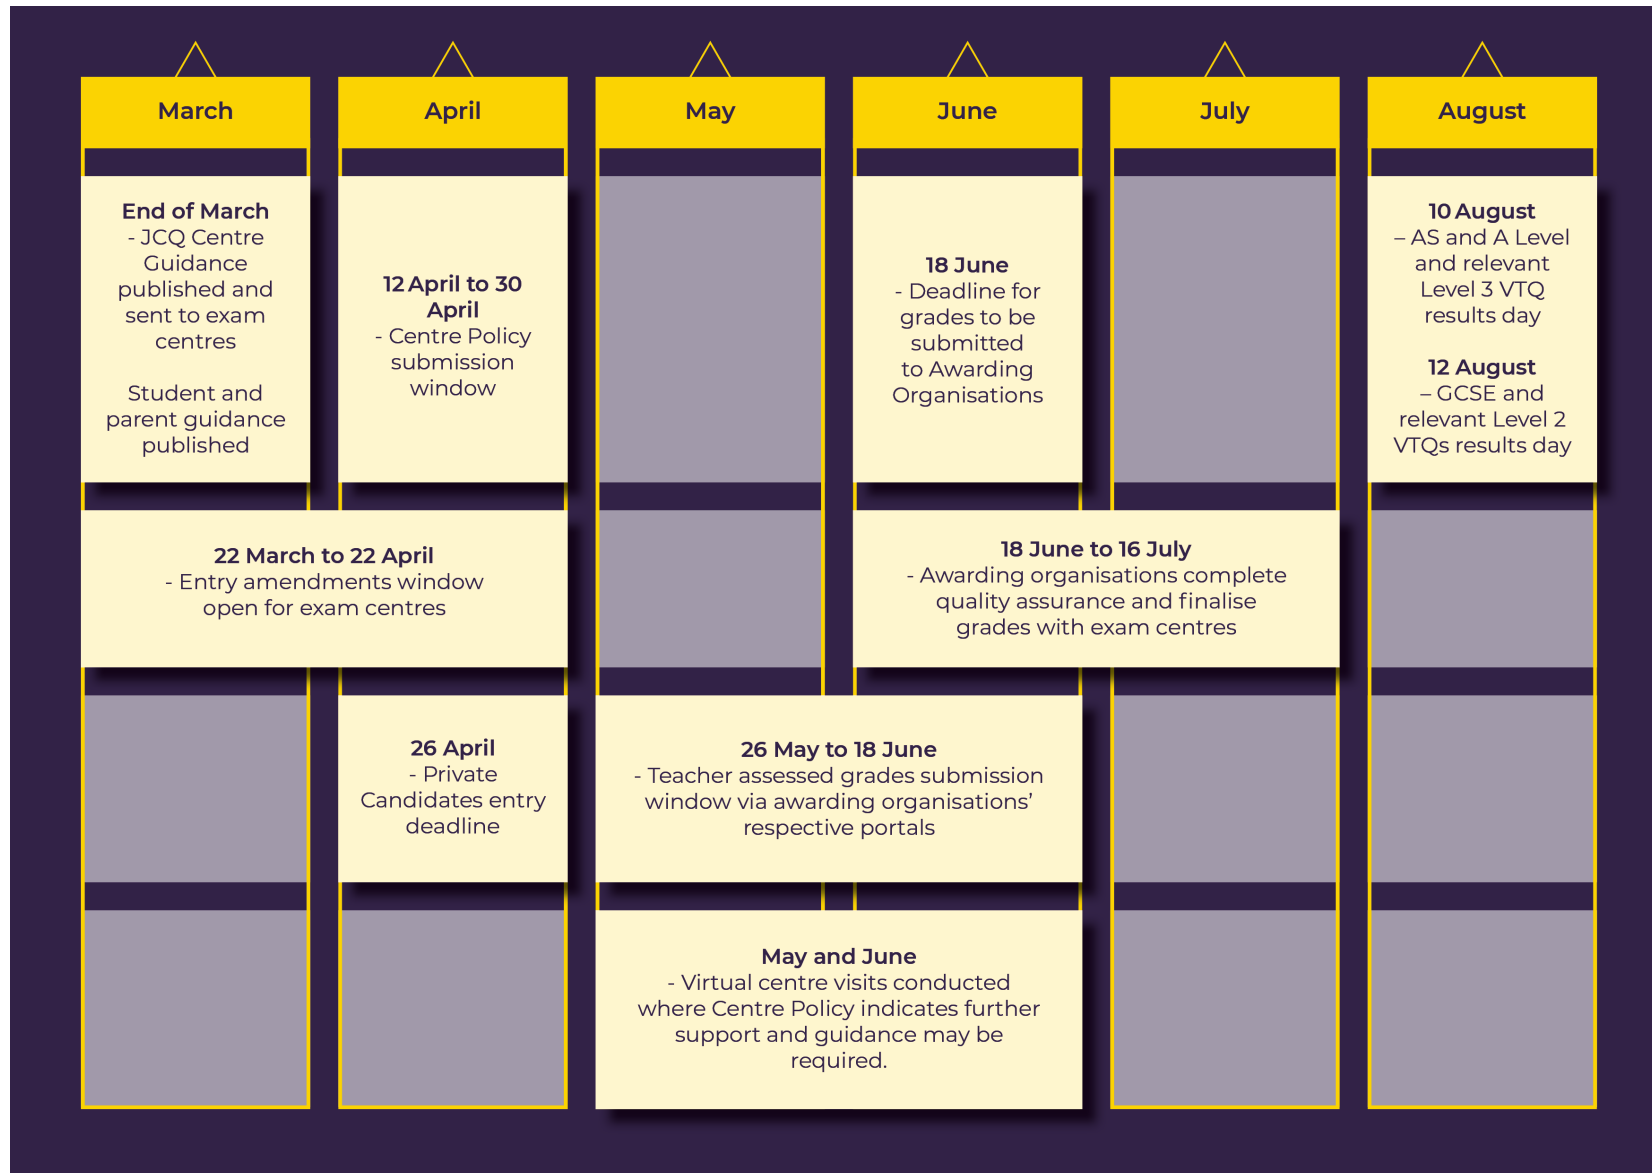 March
April
May
June
July
August
End of March
- JCQ Centre
Guidance
published and
sent to exam
centres
Student and
parent guidance
published
12 April to 30
April
- Centre Policy
submission
window
18 June
- Deadline for
grades to be
submitted
to Awarding
Organisations
10 August
– AS and A Level
and relevant
Level 3 VTQ
results day
12 August
– GCSE and
relevant Level 2
VTQs results day
22 March to 22 April
- Entry amendments window
open for exam centres
18 June to 16 July
- Awarding organisations complete
quality assurance and finalise
grades with exam centres
26 April
- Private
Candidates entry
deadline
26 May to 18 June
- Teacher assessed grades submission
window via awarding organisations’
respective portals
May and June
- Virtual centre visits conducted
where Centre Policy indicates further
support and guidance may be
required.